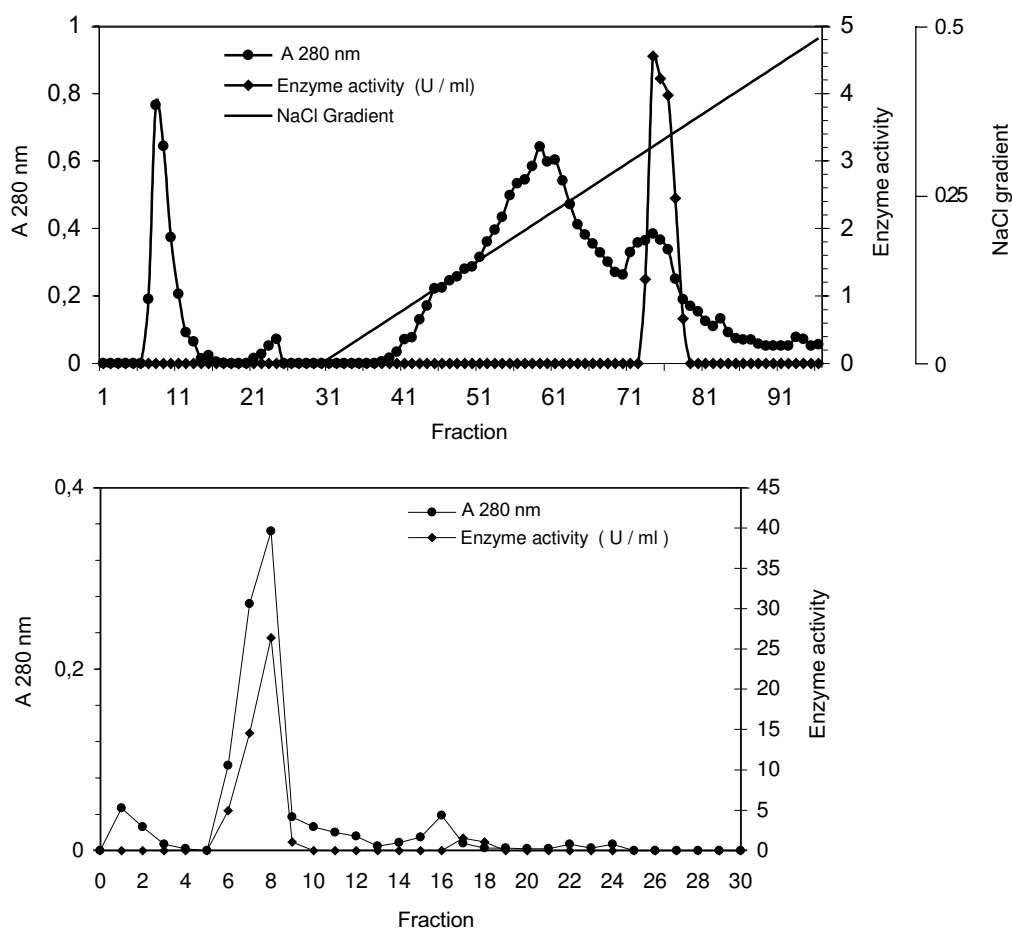 1
0,8
0,6
0,4
0,2
0
A 280 nm
A 280 nm
Enzyme activity (U / ml)
NaCl Gradient
5
4
3
2
1
0
Enzyme activity
0.5
0.25
0
NaCl gradient
1 11 21 31 41 51 61 71 81 91
Fraction
0,4
0,2
0
A 280 nm
A 280 nm
Enzyme activity ( U / ml )
45
40
35
30
25
20
15
10
5
0
Enzyme activity
0 2 4 6 8 10 12 14 16 18 20 22 24 26 28 30
Fraction